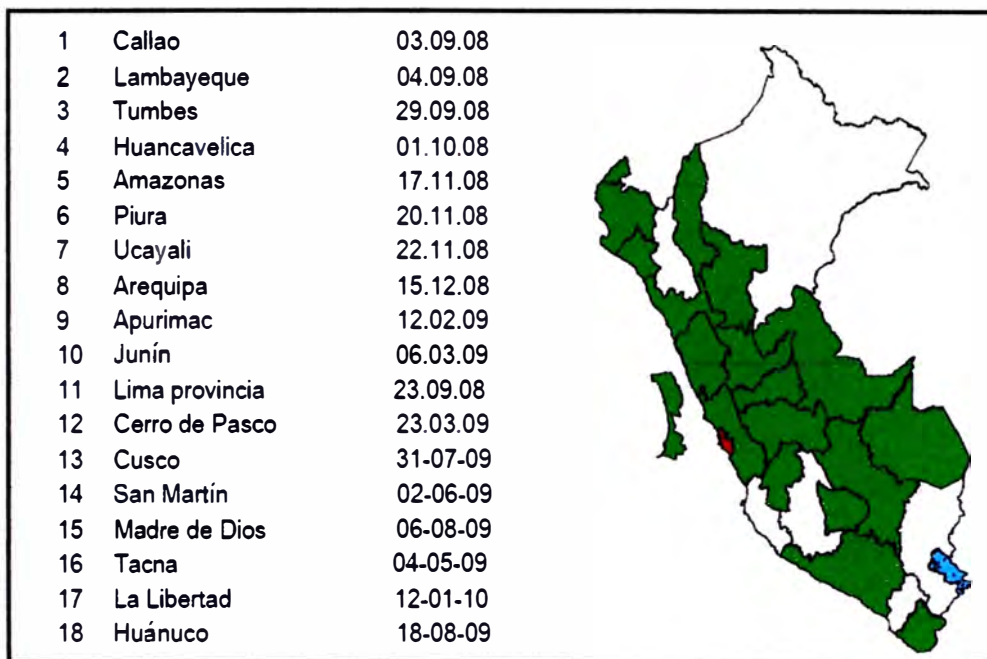 1 Callao 03.09.08
2 Lambayeque 04.09.08
3 Tumbes 29.09.08
4 Huancavelica 01.10.08
5 Amazonas 17.11.08
6 Piura 20.11.08
7 Ucayali 22.11.08
8 Arequipa 15.12.08
9 Apurimac 12.02.09
10 Junín 06.03.09
11 Lima provincia 23.09.08
12 Cerro de Pasco 23.03.09
13 Cusco 31-07-09
14 San Martín 02-06-09
15 Madre de Dios 06-08-09
16 Tacna 04-05-09
17 La Libertad 12-01-10
18 Huánuco 18-08-09